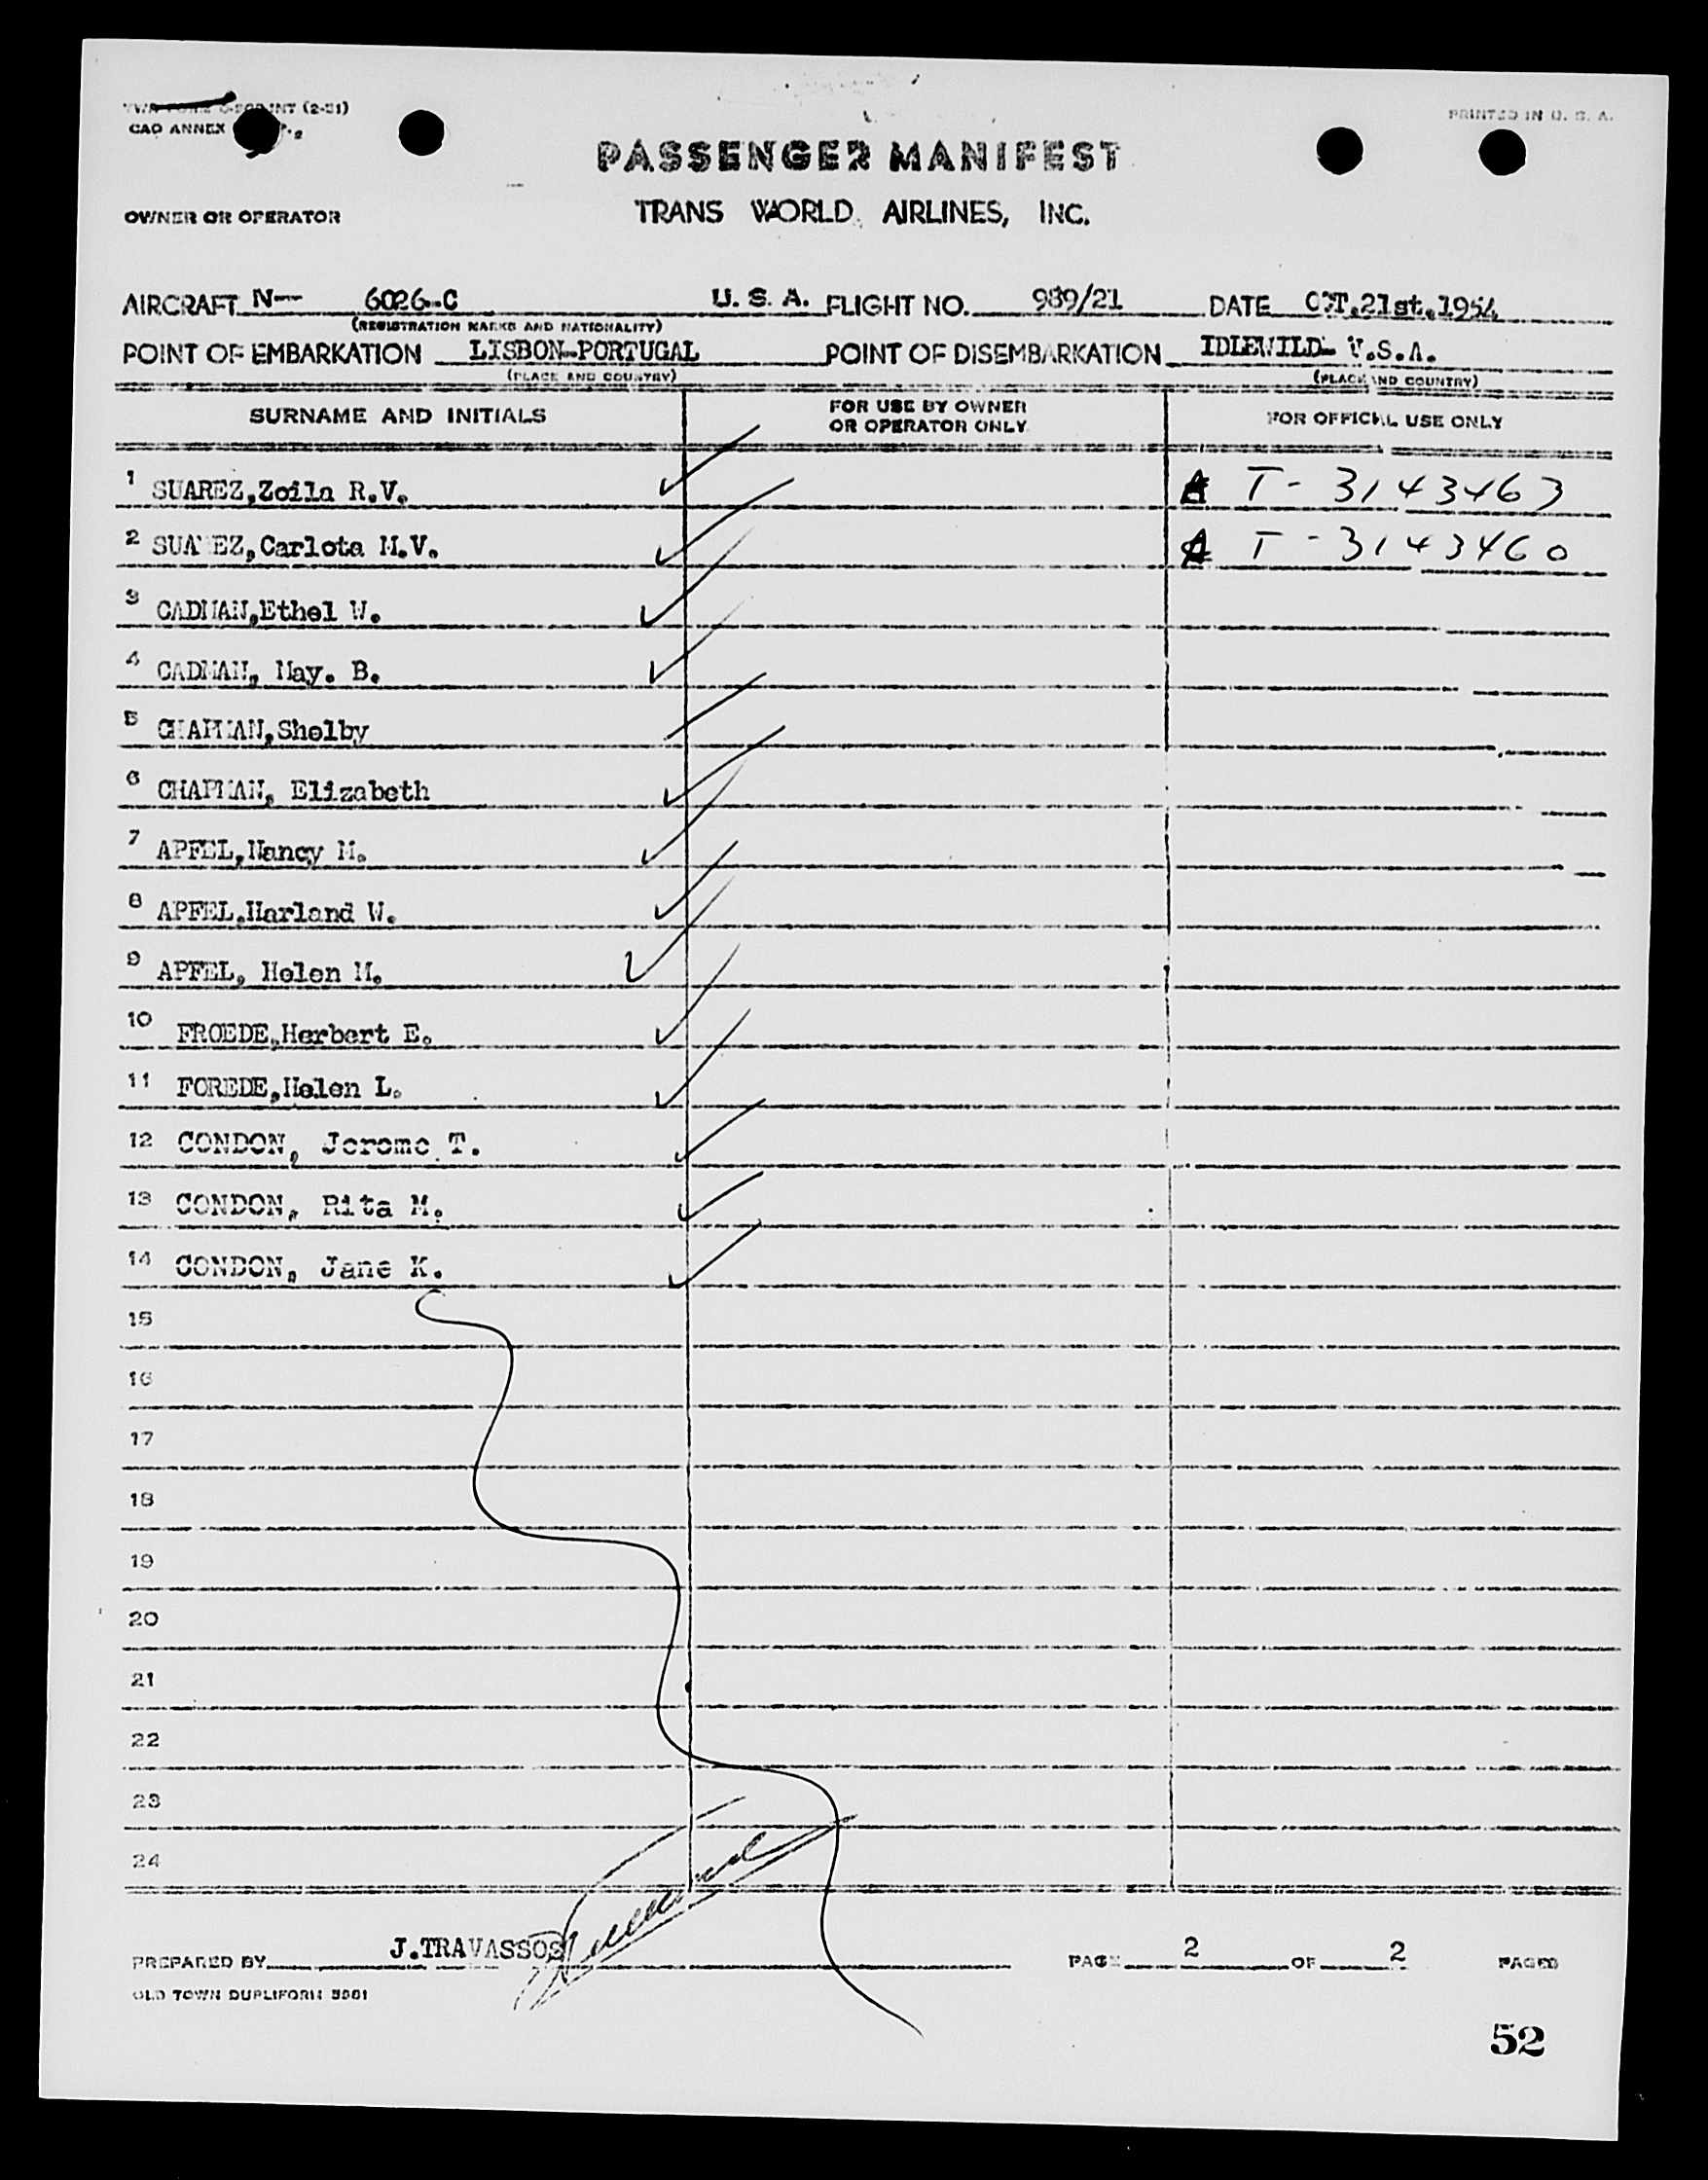 CAO ANNEX
PRINTED IN U. S. A.
PASSENGER MANIFEST
OWNER OR OPERATOR
TRANS WORLD AIRLINES, INC.
AIRCRAFT N— 6026-C U. S. A. FLIGHT NO. 989/21 DATE OCT.21st.1954
(REGISTRATION MARKS AND NATIONALITY)
POINT OF EMBARKATION LISBON-PORTUGAL POINT OF DISEMBARKATION IDLEWILD- U.S.A.
(PLACE AND COUNTRY) (PLACE AND COUNTRY)
SURNAME AND INITIALS FOR USE BY OWNER OR OPERATOR ONLY FOR OFFICIAL USE ONLY
1 SUAREZ,Zoila R.V. A T- 3143463
2 SUAREZ,Carlota M.V. A T-3143460
3 CADMAN,Ethel W.
4 CADMAN, May. B.
5 CHAPMAN,Shelby
6 CHAPMAN, Elizabeth
7 APFEL,Nancy M.
8 APFEL,Harland W.
9 APFEL, Helen M.
10 FROEDE,Herbert E.
11 FOREDE,Helen L.
12 CONDON, Jerome T.
13 CONDON, Rita M.
14 CONDON, Jane K.
15
16
17
18
19
20
21
22
23
24
PREPARED BY J.TRAVASSOS PAGE 2 OF 2 PAGES
OLD TOWN DUPLIFORM
52